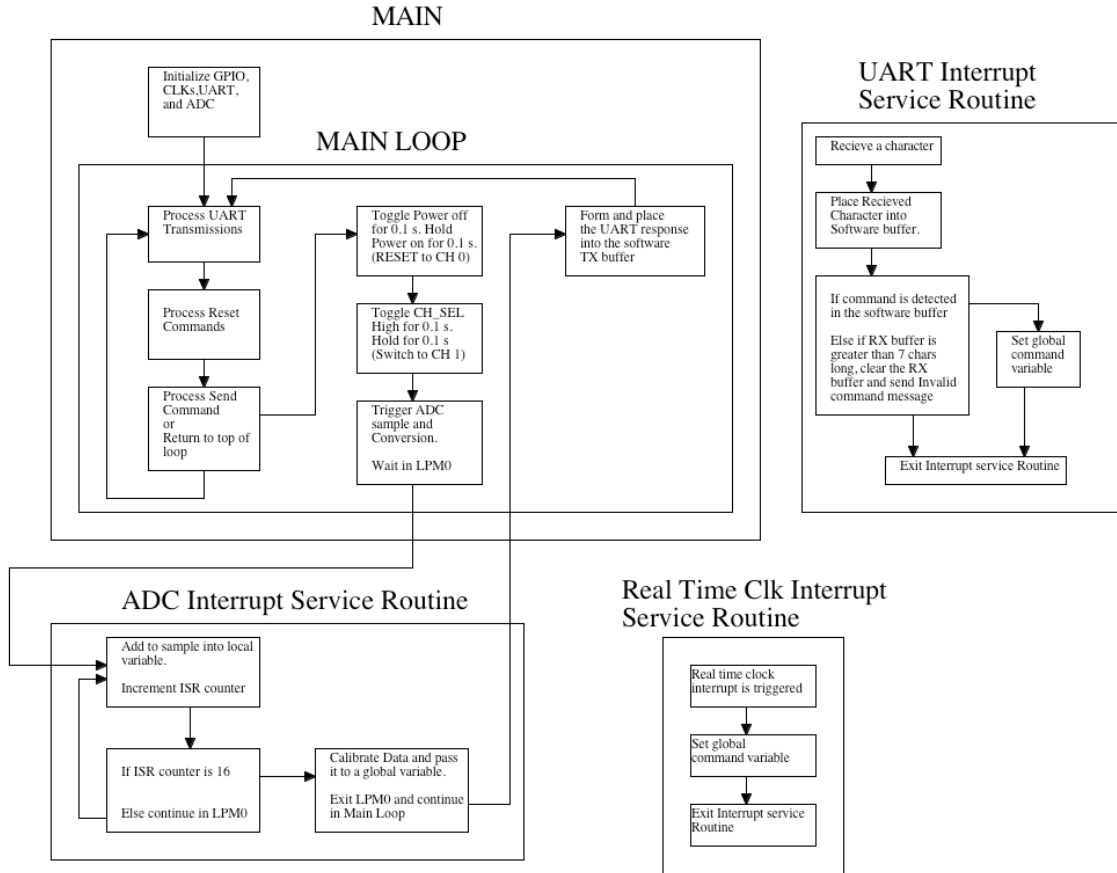 MAIN
Initialize GPIO,
CLKs,UART,
and ADC
MAIN LOOP
Process UART
Transmissions
Process Reset
Commands
Process Send
Command
or
Return to top of
loop
Toggle Power off
for 0.1 s. Hold
Power on for 0.1 s.
(RESET to CH 0)
Toggle CH_SEL
High for 0.1 s.
Hold for 0.1 s
(Switch to CH 1)
Trigger ADC
sample and
Conversion.
Wait in LPM0
Form and place
the UART response
into the software
TX buffer
UART Interrupt
Service Routine
Recieve a character
Place Recieved
Character into
Software buffer.
If command is detected
in the software buffer
Else if RX buffer is
greater than 7 chars
long, clear the RX
buffer and send Invalid
command message
Set global
command
variable
Exit Interrupt service Routine
ADC Interrupt Service Routine
Add to sample into local
variable.
Increment ISR counter
If ISR counter is 16
Else continue in LPM0
Calibrate Data and pass
it to a global variable.
Exit LPM0 and continue
in Main Loop
Real Time Clk Interrupt
Service Routine
Real time clock
interrupt is triggered
Set global
command variable
Exit Interrupt service
Routine